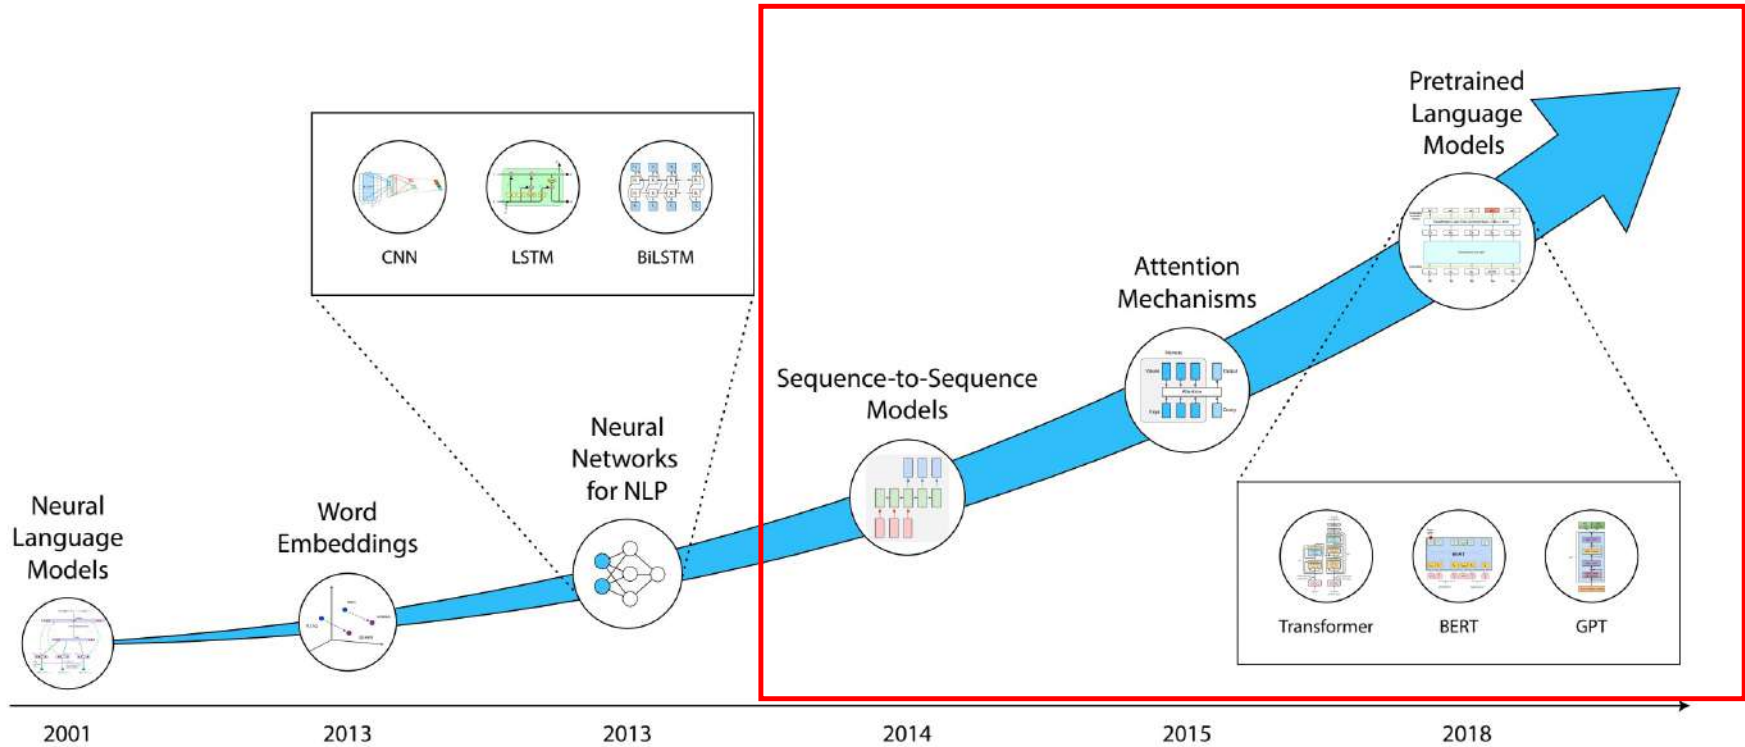 Pretrained
Language
Models
Attention
Mechanisms
Sequence-to-Sequence
Models
CNN
LSTM
BiLSTM
Neural
Networks
for NLP
Word
Embeddings
Neural
Language
Models
Transformer
BERT
GPT
BERT
2001
2013
2013
2014
2015
2018